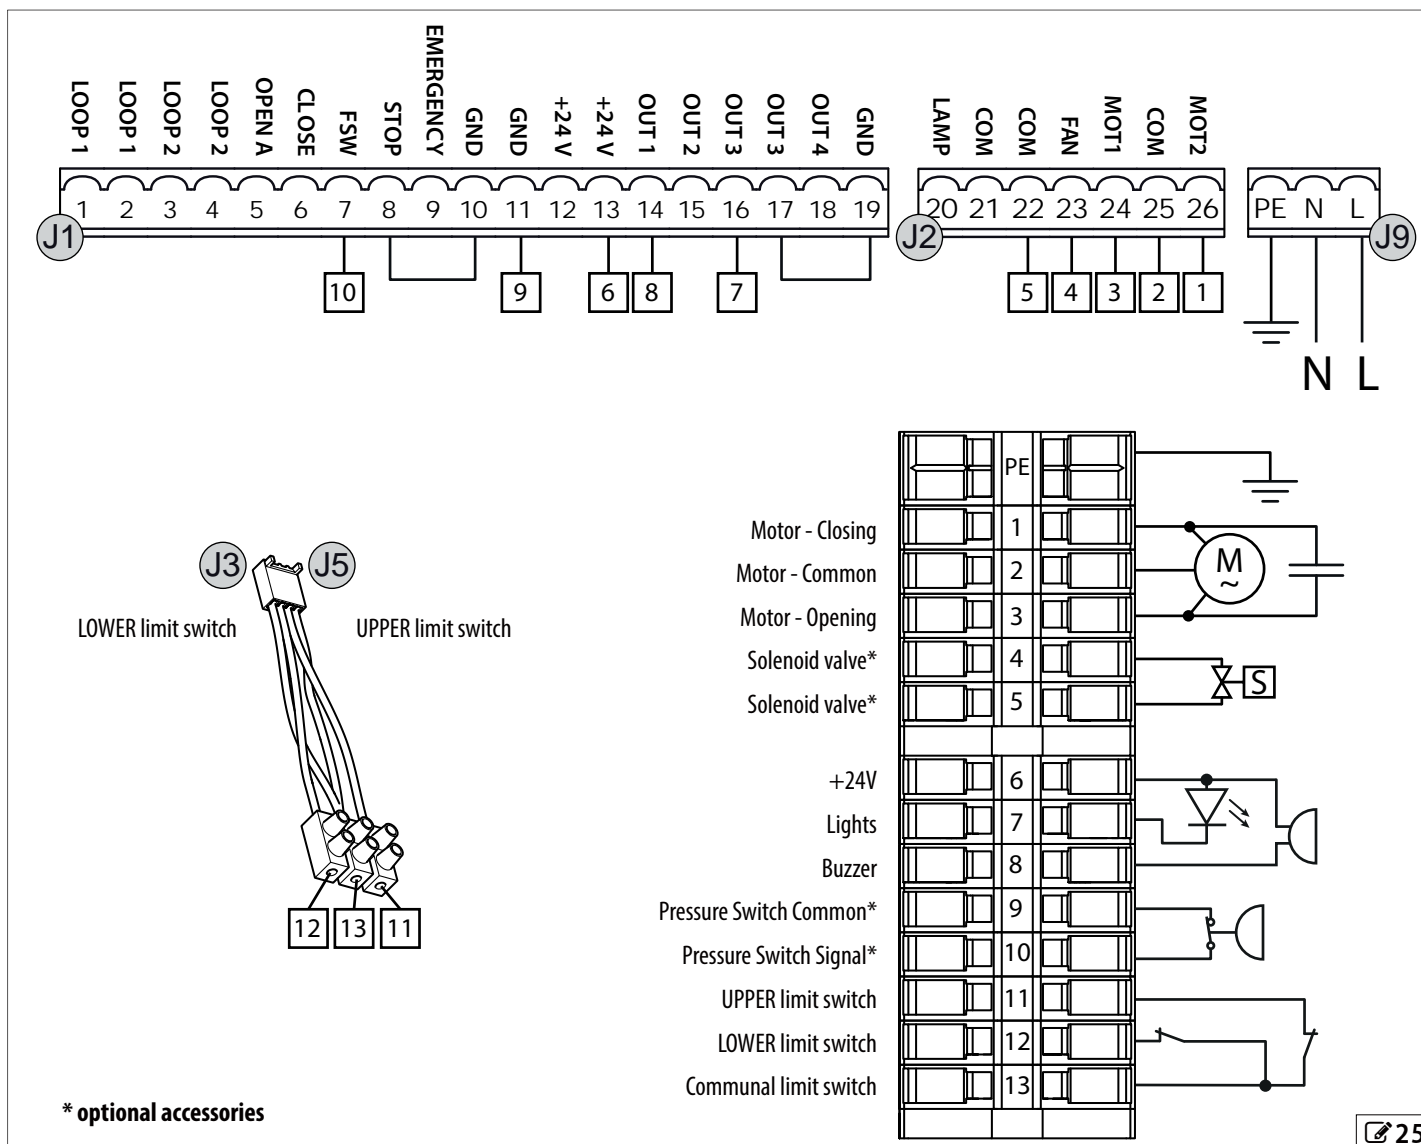 LOOP 1 LOOP 1 LOOP 2 LOOP 2 OPEN A CLOSE FSW STOP EMERGENCY GND GND +24 V +24 V OUT 1 OUT 2 OUT 3 OUT 3 OUT 4 GND LAMP COM COM FAN MOT1 COM MOT2
1 2 3 4 5 6 7 8 9 10 11 12 13 14 15 16 17 18 19 20 21 22 23 24 25 26 PE N L
J1 J2 J9
10 9 6 8 7 5 4 3 2 1
N L
PE
Motor - Closing 1
Motor - Common 2 M ~
Motor - Opening 3
Solenoid valve* 4
S
Solenoid valve* 5
+24V 6
Lights 7
Buzzer 8
Pressure Switch Common* 9
Pressure Switch Signal* 10
UPPER limit switch 11
LOWER limit switch 12
Communal limit switch 13
J3 J5
LOWER limit switch UPPER limit switch
12 13 11
* optional accessories
25